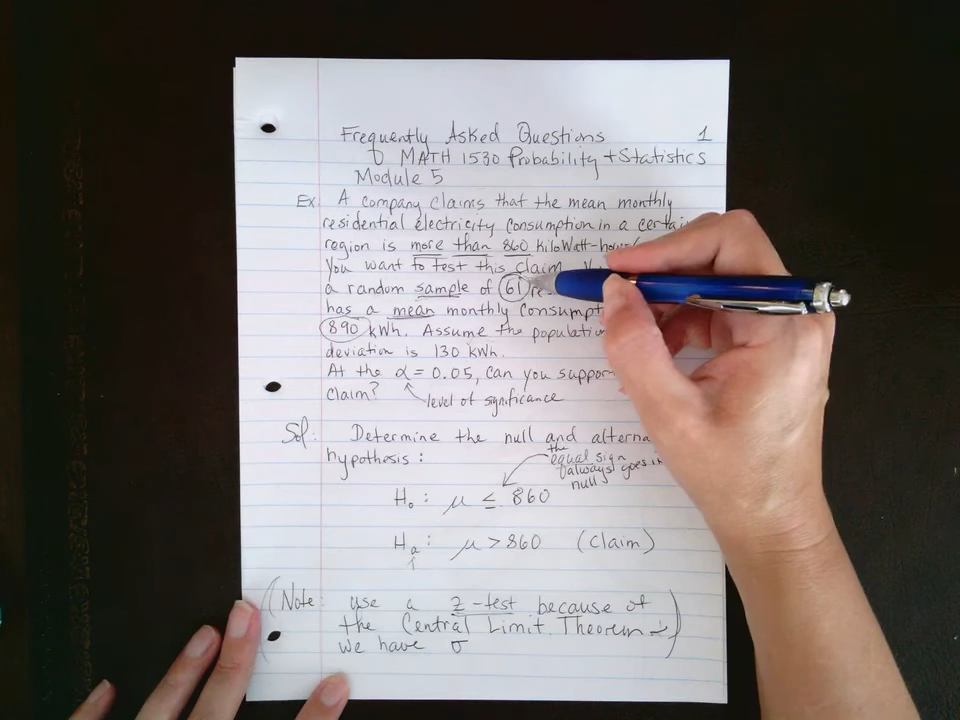 Frequently Asked Questions 1
MATH 1530 Probability + Statistics
Module 5
Ex: A company claims that the mean monthly
residential electricity consumption in a certain
region is more than 860 kiloWatt-hour
You want to test this claim.
a random sample of 61
has a mean monthly
890 kWh. Assume the population
deviation is 130 kWh.
At the α = 0.05, can you
claim? level of significance
Sol: Determine the null and
hypothesis:
the
equal sign
always goes in
null
H₀: μ ≤ 860
Hₐ: μ > 860 (Claim)
(Note: use a Z-test because of
the Central Limit Theorem
we have σ